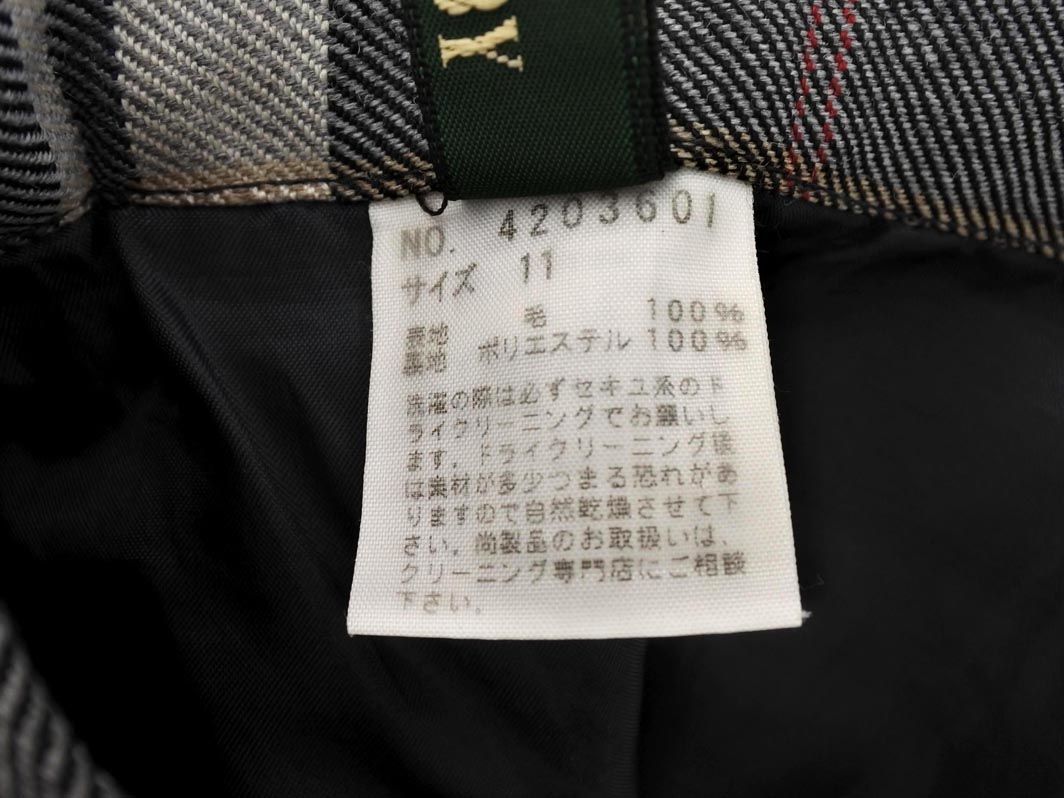 BY
NO. 4203601
サイズ 11
表地 毛 100%
裏地 ポリエステル 100%
洗濯の際は必ずセキユ系のド
ライクリーニングでお願いし
ます。ドライクリーニング後
は素材が多少つまる恐れがあ
りますので自然乾燥させて下
さい。尚製品のお取扱いは、
クリーニング専門店にご相談
下さい。